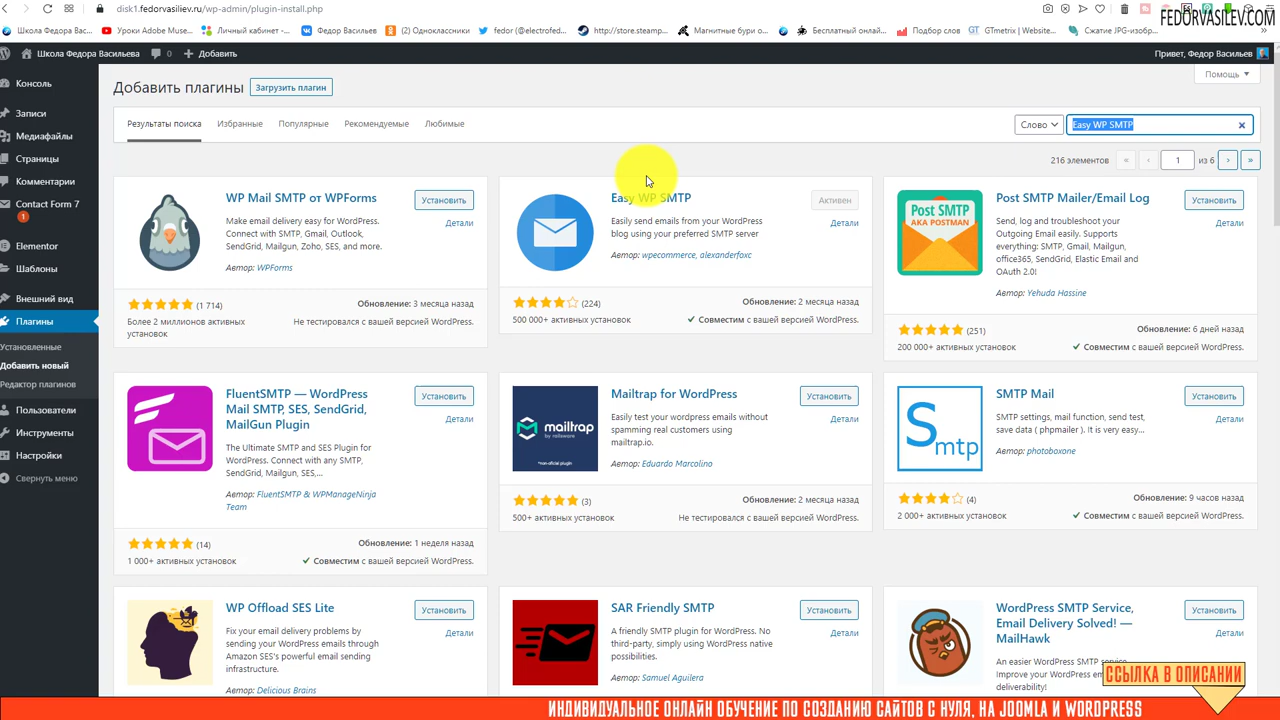 disk1.fedorvasiliev.ru/wp-admin/plugin-install.php
FEDORVASILEV.COM
Школа Федора Вас...
Уроки Adobe Muse...
Личный кабинет -...
Федор Васильев
(2) Одноклассники
fedor (@electrofed...
http://store.steamp...
Магнитные бури о...
Бесплатный онлай...
Подбор слов
GTmetrix | Website...
Сжатие JPG-изобр...
Школа Федора Васильева
0
Добавить
Привет, Федор Васильев
Консоль
Записи
Медиафайлы
Страницы
Комментарии
Contact Form 7
1
Elementor
Шаблоны
Внешний вид
Плагины
Установленные
Добавить новый
Редактор плагинов
Пользователи
Инструменты
Настройки
Свернуть меню
Помощь
Добавить плагины
Загрузить плагин
Результаты поиска
Избранные
Популярные
Рекомендуемые
Любимые
Слово
Easy WP SMTP
216 элементов
«
‹
1
из 6
›
»
WP Mail SMTP от WPForms
Установить
Детали
Make email delivery easy for WordPress.
Connect with SMTP, Gmail, Outlook,
SendGrid, Mailgun, Zoho, SES, and more.
Автор: WPForms
(1 714)
Обновление: 3 месяца назад
Более 2 миллионов активных
установок
Не тестировался с вашей версией WordPress.
Easy WP SMTP
Активен
Детали
Easily send emails from your WordPress
blog using your preferred SMTP server
Автор: wpecommerce, alexanderfoxc
(224)
Обновление: 2 месяца назад
500 000+ активных установок
Совместим с вашей версией WordPress.
Post SMTP
AKA POSTMAN
Post SMTP Mailer/Email Log
Установить
Детали
Send, log and troubleshoot your
Outgoing Email easily. Supports
everything: SMTP, Gmail, Mailgun,
office365, SendGrid, Elastic Email and
OAuth 2.0!
Автор: Yehuda Hassine
(251)
Обновление: 6 дней назад
200 000+ активных установок
Совместим с вашей версией WordPress.
FluentSMTP — WordPress
Mail SMTP, SES, SendGrid,
MailGun Plugin
Установить
Детали
The Ultimate SMTP and SES Plugin for
WordPress. Connect with any SMTP,
SendGrid, Mailgun, SES,...
Автор: FluentSMTP & WPManageNinja
Team
(14)
Обновление: 1 неделя назад
1 000+ активных установок
Совместим с вашей версией WordPress.
mailtrap
by railsware
*non-oficial plugin
Mailtrap for WordPress
Установить
Детали
Easily test your wordpress emails without
spamming real customers using
mailtrap.io.
Автор: Eduardo Marcolino
(3)
Обновление: 2 месяца назад
500+ активных установок
Не тестировался с вашей версией WordPress.
Smtp
SMTP Mail
Установить
Детали
SMTP settings, mail function, send test,
save data ( phpmailer ). It is very easy...
Автор: photoboxone
(4)
Обновление: 9 часов назад
2 000+ активных установок
Совместим с вашей версией WordPress.
WP Offload SES Lite
Установить
Детали
Fix your email delivery problems by
sending your WordPress emails through
Amazon SES's powerful email sending
infrastructure.
Автор: Delicious Brains
SAR Friendly SMTP
Установить
Детали
A friendly SMTP plugin for WordPress. No
third-party, simply using WordPress native
possibilities.
Автор: Samuel Aguilera
WordPress SMTP Service,
Email Delivery Solved! —
MailHawk
Установить
Детали
An easier WordPress SMTP
Improve your WordPress
deliverability!
ССЫЛКА В ОПИСАНИИ
ИНДИВИДУАЛЬНОЕ ОНЛАЙН ОБУЧЕНИЕ ПО СОЗДАНИЮ САЙТОВ С НУЛЯ, НА JOOMLA И WORDPRESS